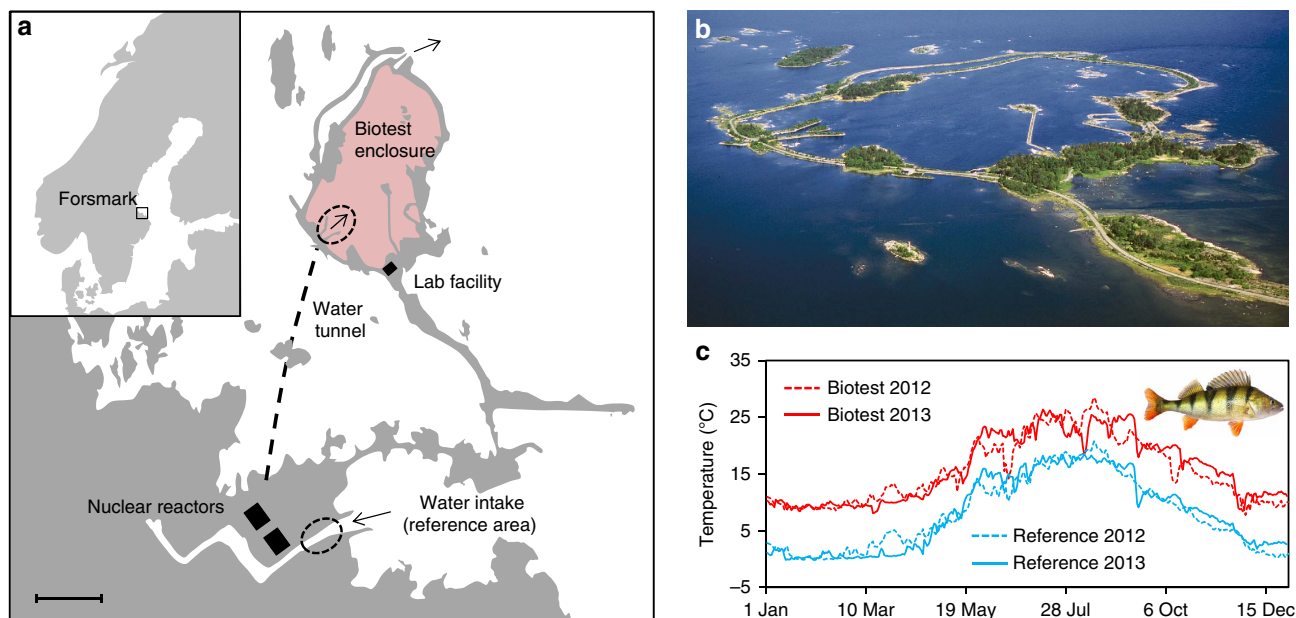 a
Forsmark
Biotest
enclosure
Lab facility
Water
tunnel
Nuclear reactors
Water intake
(reference area)
b
c
Temperature (°C)
35
25
15
5
–5
Biotest 2012
Biotest 2013
Reference 2012
Reference 2013
1 Jan
10 Mar
19 May
28 Jul
6 Oct
15 Dec